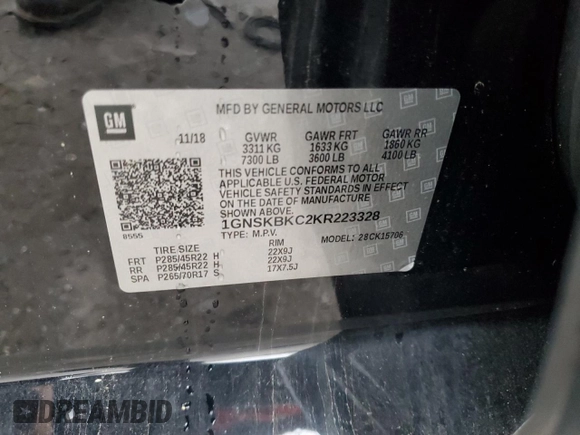 GM
MFD BY GENERAL MOTORS LLC
11/18 GVWR GAWR FRT GAWR RR
3311 KG 1633 KG 1860 KG
7300 LB 3600 LB 4100 LB
THIS VEHICLE CONFORMS TO ALL
APPLICABLE U.S. FEDERAL MOTOR
VEHICLE SAFETY STANDARDS IN EFFECT
ON THE DATE OF MANUFACTURE
SHOWN ABOVE.
1GNSKBKC2KR223328
8555 TYPE: M.P.V. MODEL: 28CK15706
TIRE SIZE RIM
FRT P285/45R22 H 22X9J
RR P285/45R22 H 22X9J
SPA P265/70R17 S 17X7.5J
DREAMBID